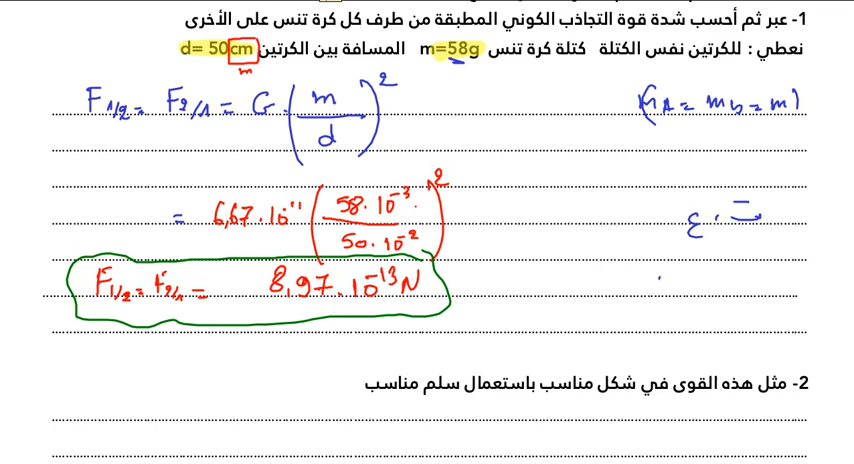 1- عبر ثم أحسب شدة قوة التجاذب الكوني المطبقة من طرف كل كرة تنس على الأخرى
نعطي : للكرتين نفس الكتلة كتلة كرة تنس m=58g المسافة بين الكرتين d= 50cm
m
F1/2 = F2/1 = G.(m/d)² (mA = mB = m)
= 6,67.10⁻¹¹ (58.10⁻³/50.10⁻²)²
ت.ع
F1/2 = F2/1 = 8,97.10⁻¹³N
2- مثل هذه القوى في شكل مناسب باستعمال سلم مناسب